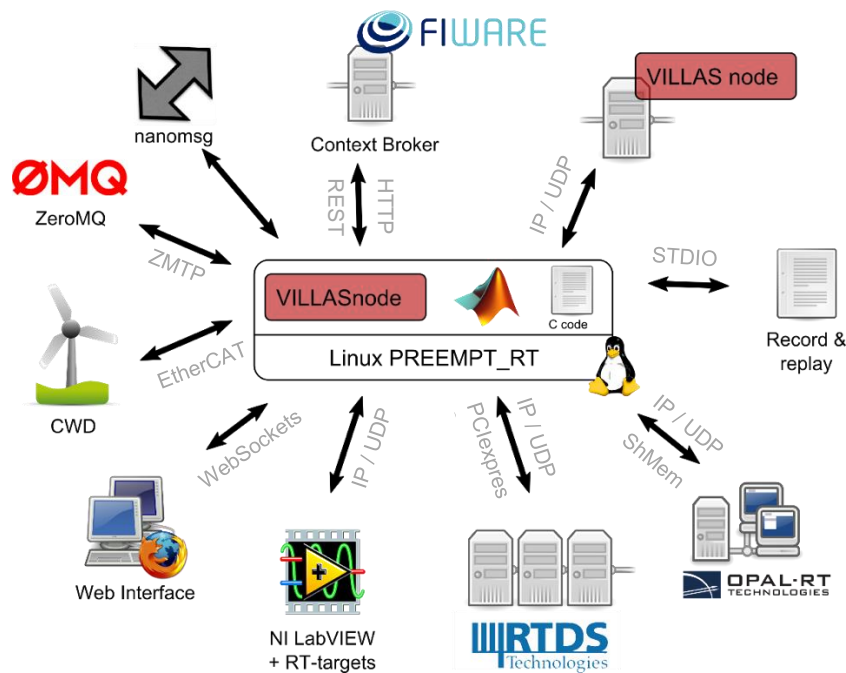 FIWARE
VILLAS node
nanomsg
Context Broker
ØMQ
ZeroMQ
ZMTP
REST
HTTP
IP / UDP
STDIO
VILLASnode
C code
Linux PREEMPT_RT
Record &
replay
EtherCAT
CWD
WebSockets
IP / UDP
PCIexpres
IP / UDP
IP / UDP
ShMem
Web Interface
NI LabVIEW
+ RT-targets
RTDS
Technologies
OPAL-RT
TECHNOLOGIES